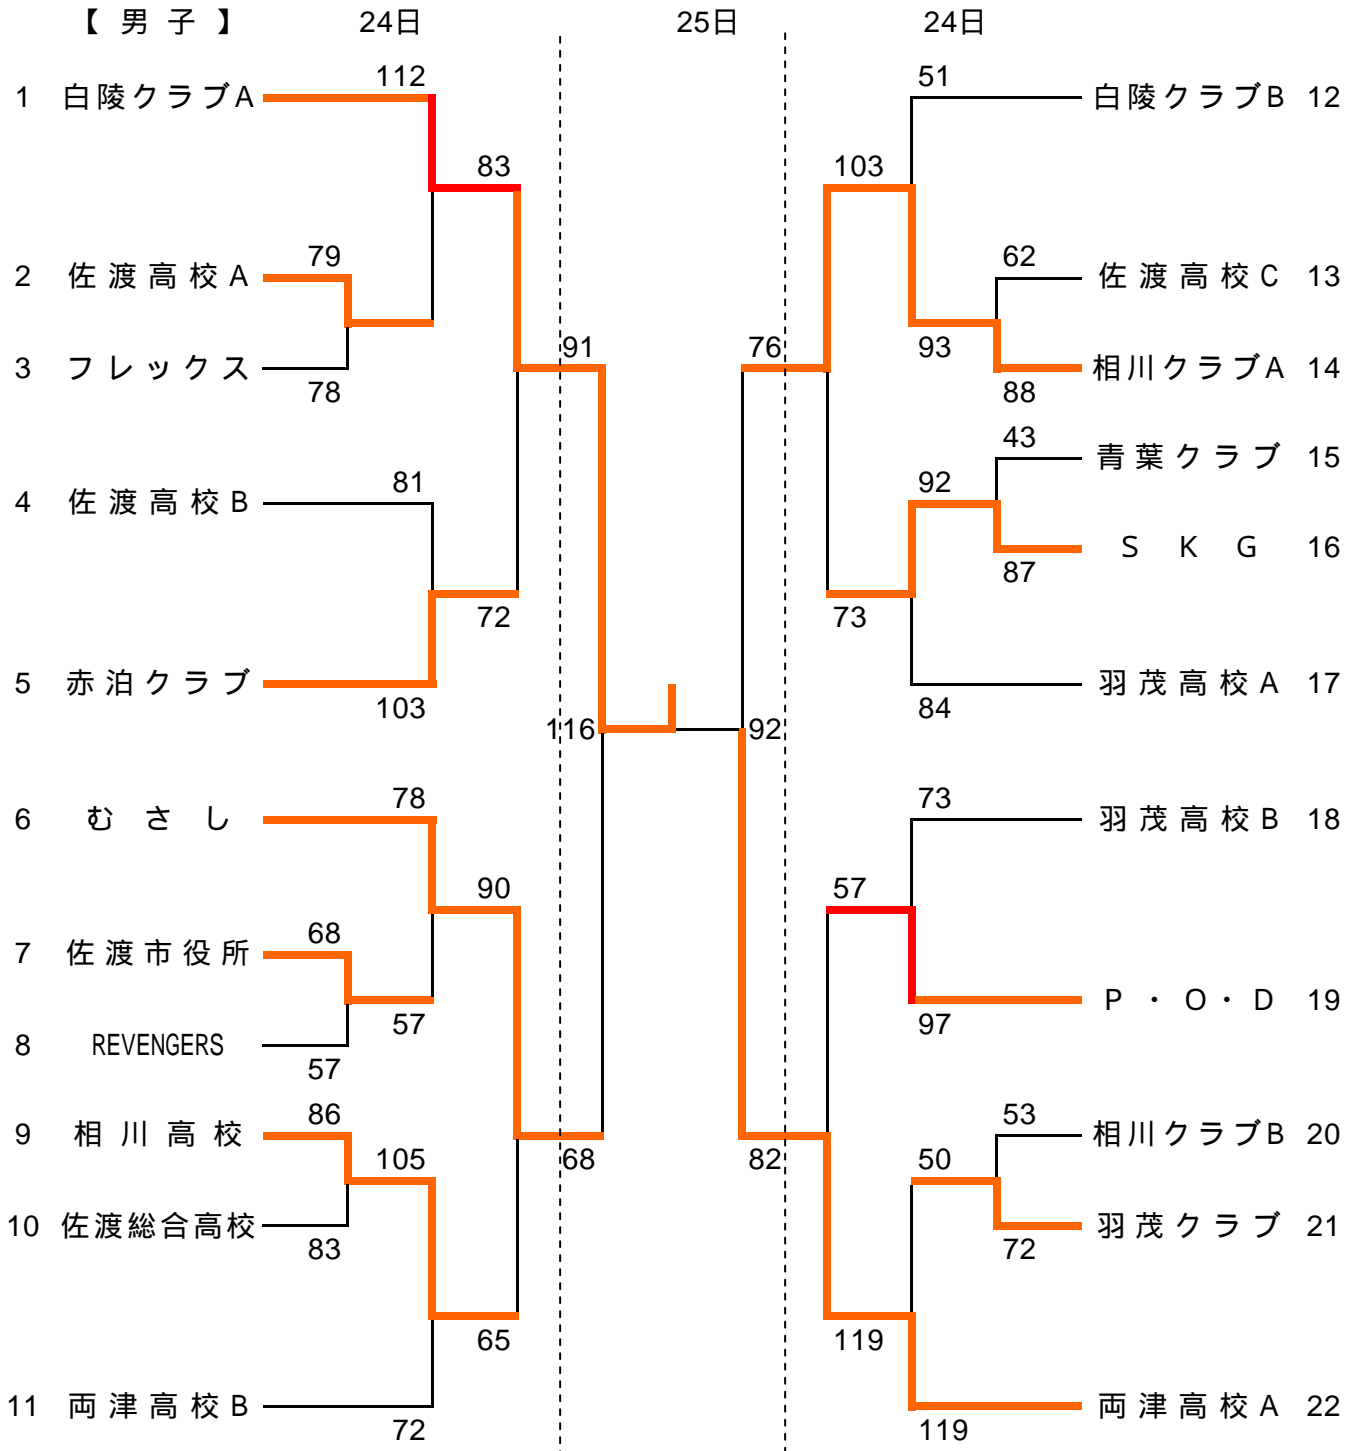 【 男 子 】 24日 25日 24日
112 51
1 白陵クラブA 白陵クラブB 12
83 103
79 62
2 佐渡高校A 佐渡高校C 13
91 76 93
3 フレックス 相川クラブA 14
78 88
43
青葉クラブ 15
81 92
4 佐渡高校B
S K G 16
87
72 73
5 赤泊クラブ 羽茂高校A 17
103 84
116 92
78 73
6 むさし 羽茂高校B 18
90 57
68
7 佐渡市役所
P・O・D 19
57 97
8 REVENGERS
57
86 53
9 相川高校 相川クラブB 20
105 68 82 50
10 佐渡総合高校 羽茂クラブ 21
83 72
65 119
11 両津高校B 両津高校A 22
72 119